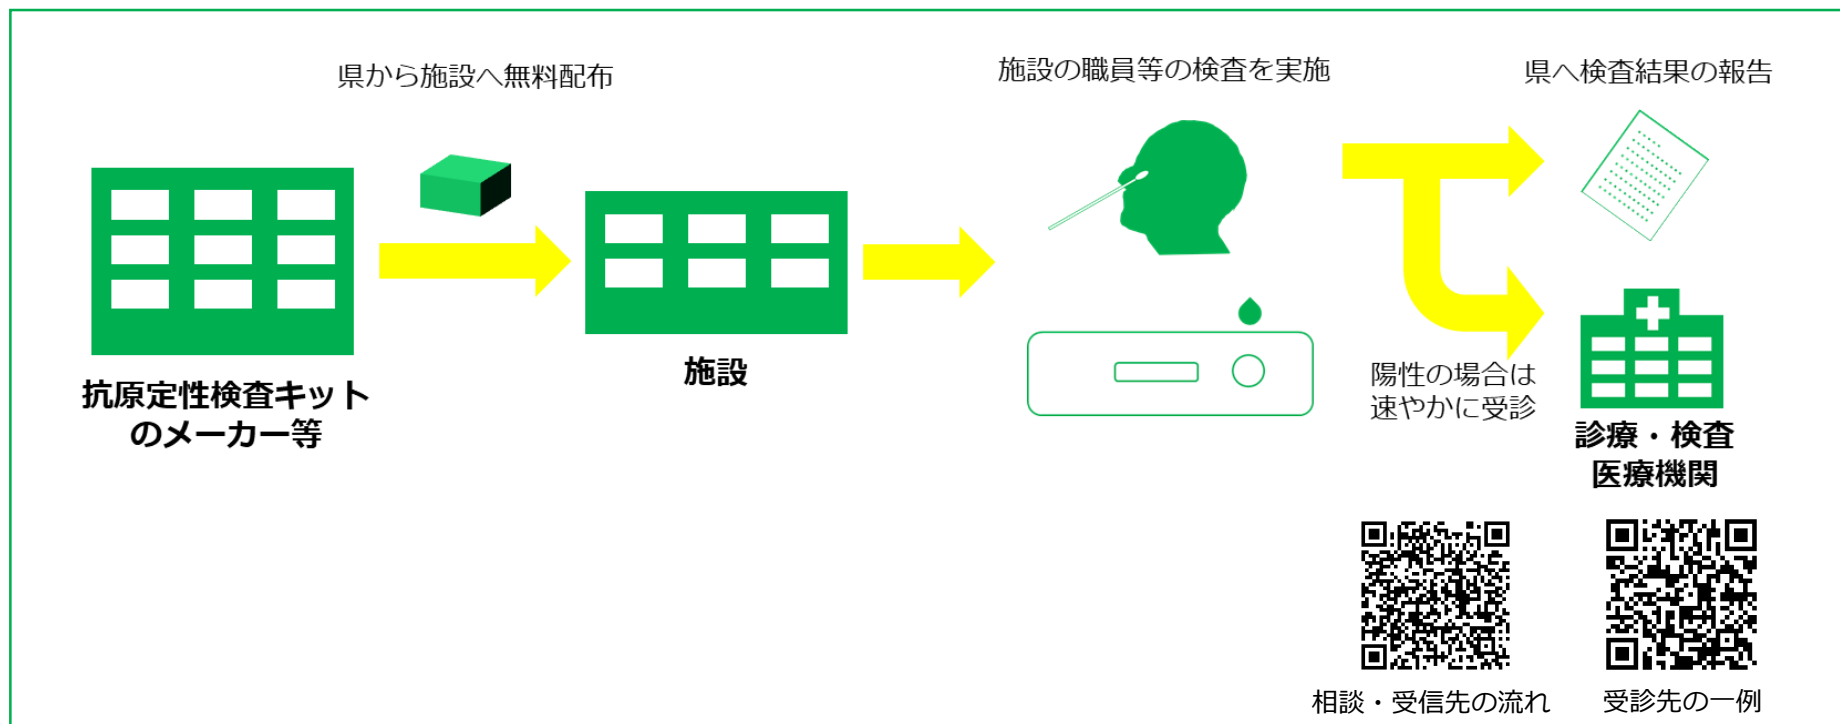 県から施設へ無料配布
施設の職員等の検査を実施
県へ検査結果の報告
抗原定性検査キット
のメーカー等
施設
陽性の場合は
速やかに受診
診療・検査
医療機関
相談・受信先の流れ
受診先の一例